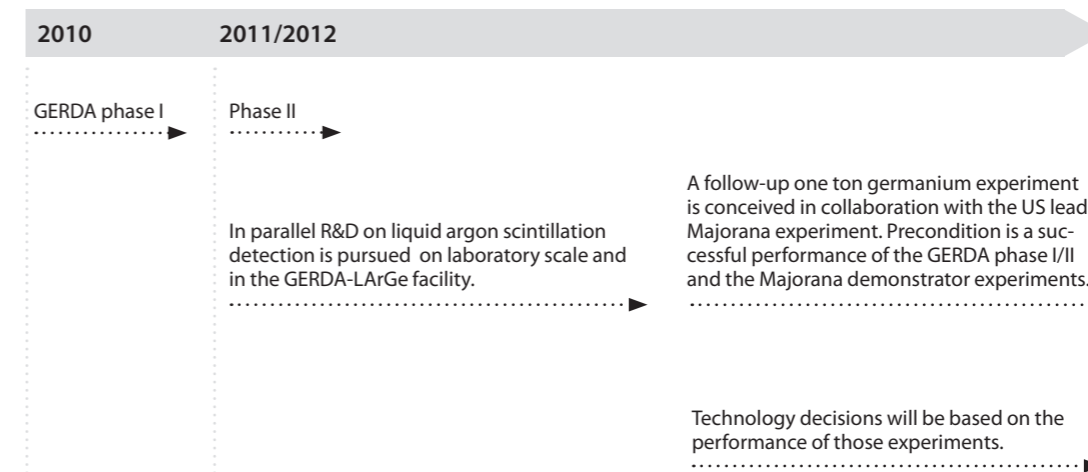 2010
2011/2012
GERDA phase I
Phase II
In parallel R&D on liquid argon scintillation
detection is pursued on laboratory scale and
in the GERDA-LArGe facility.
A follow-up one ton germanium experiment
is conceived in collaboration with the US lead
Majorana experiment. Precondition is a suc-
cessful performance of the GERDA phase I/II
and the Majorana demonstrator experiments.
Technology decisions will be based on the
performance of those experiments.